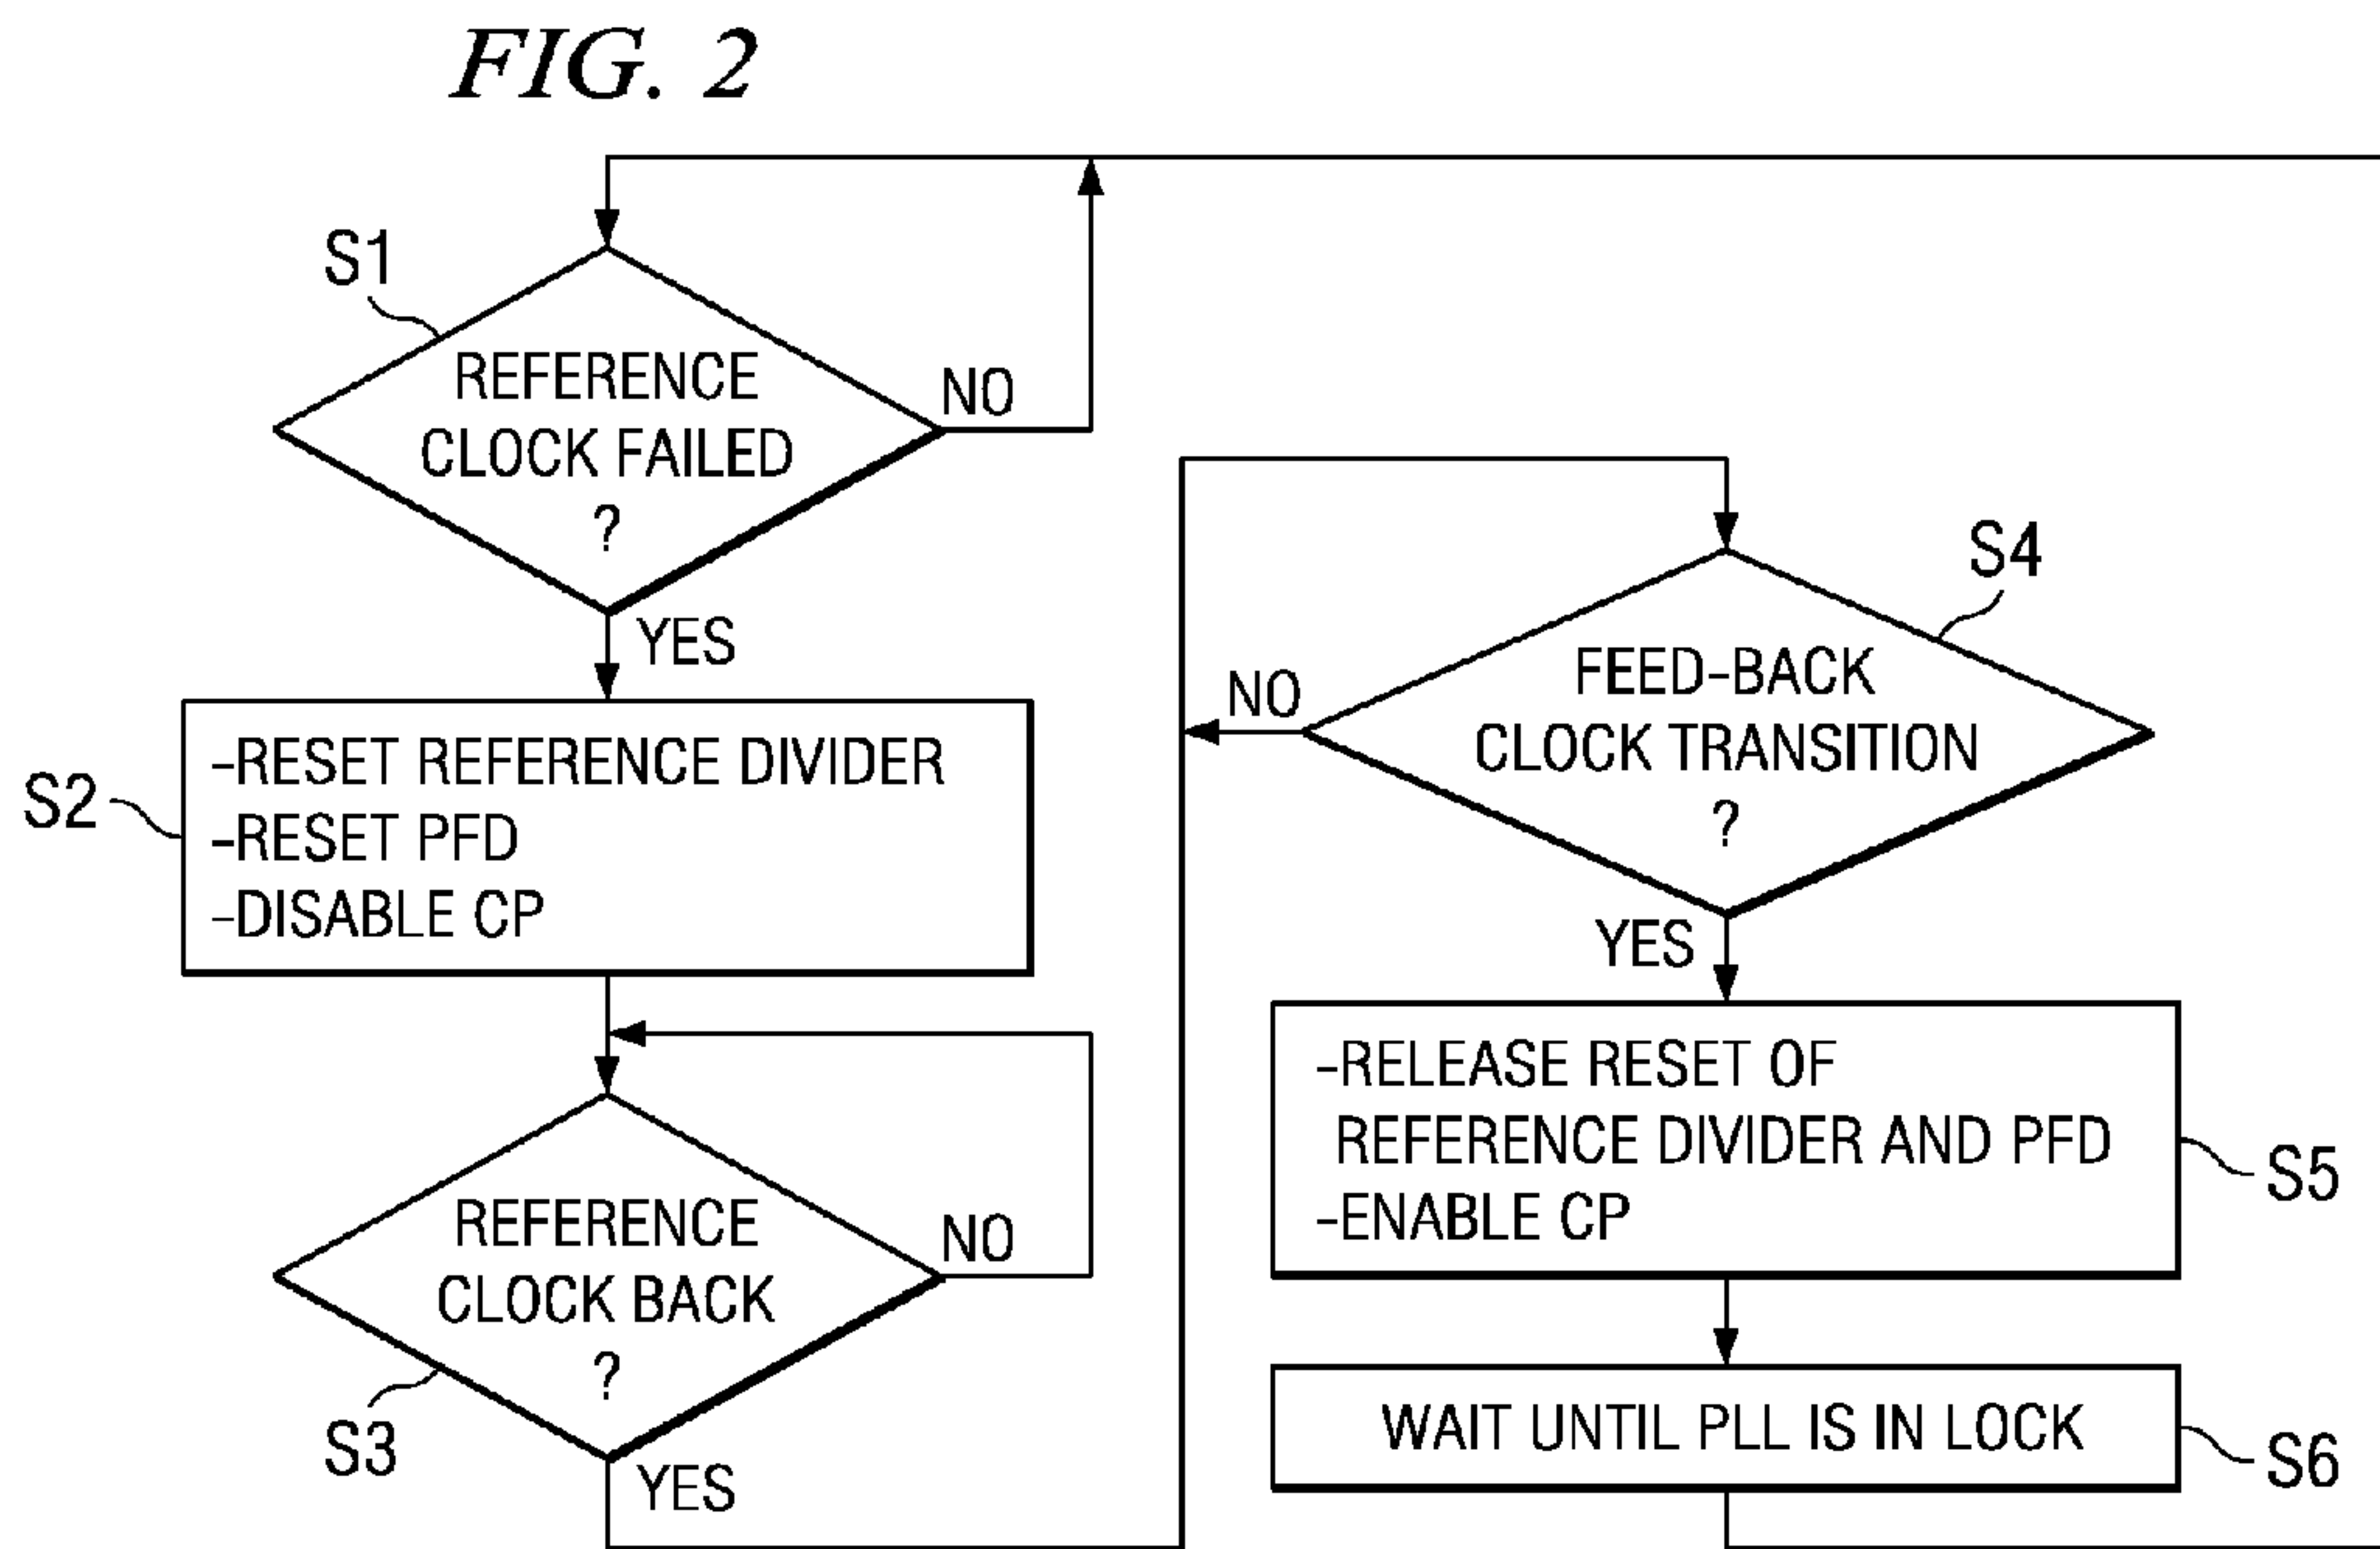 FIG. 2
S1
REFERENCE
CLOCK FAILED
?
NO
YES
S2
-RESET REFERENCE DIVIDER
-RESET PFD
-DISABLE CP
REFERENCE
CLOCK BACK
?
NO
S3
YES
S4
FEED-BACK
CLOCK TRANSITION
?
NO
YES
-RELEASE RESET OF
REFERENCE DIVIDER AND PFD
-ENABLE CP
S5
WAIT UNTIL PLL IS IN LOCK
S6